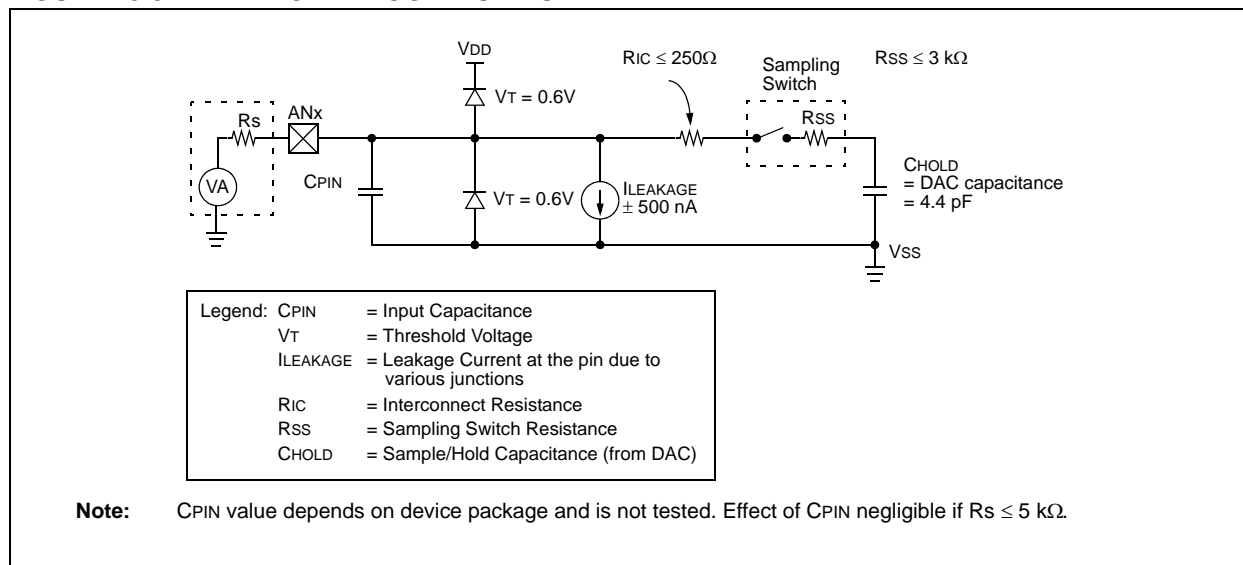 VDD
RIC ≤ 250Ω
Sampling
Switch
RSS ≤ 3 kΩ
VT = 0.6V
Rs
ANx
RSS
VA
CPIN
VT = 0.6V
ILEAKAGE
± 500 nA
CHOLD
= DAC capacitance
= 4.4 pF
VSS
Legend: CPIN = Input Capacitance
VT = Threshold Voltage
ILEAKAGE = Leakage Current at the pin due to
various junctions
RIC = Interconnect Resistance
RSS = Sampling Switch Resistance
CHOLD = Sample/Hold Capacitance (from DAC)
Note: CPIN value depends on device package and is not tested. Effect of CPIN negligible if Rs ≤ 5 kΩ.